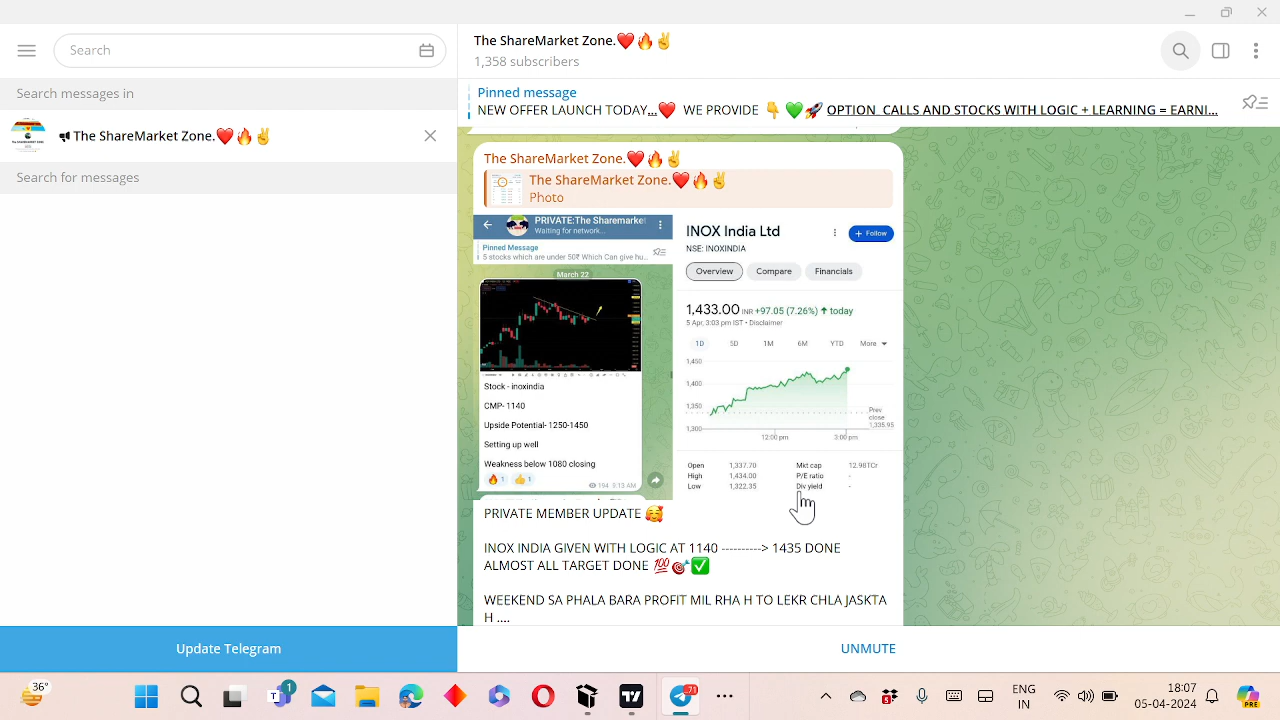 Search
Search messages in
The ShareMarket Zone.❤️🔥✌️
Search for messages
Update Telegram
The ShareMarket Zone.❤️🔥✌️
1,358 subscribers
Pinned message
NEW OFFER LAUNCH TODAY...❤️ WE PROVIDE 👇 💚🚀 OPTION CALLS AND STOCKS WITH LOGIC + LEARNING = EARNI...
The ShareMarket Zone.❤️🔥✌️
The ShareMarket Zone.❤️🔥✌️
Photo
PRIVATE:The Sharemarket
Waiting for network...
Pinned Message
5 stocks which are under 50₹ Which Can give hu...
March 22
Stock - inoxindia
CMP- 1140
Upside Potential- 1250-1450
Setting up well
Weakness below 1080 closing
🔥 1 👍 1
194 3:13 AM
INOX India Ltd
+ Follow
NSE: INOXINDIA
Overview Compare Financials
1,433.00 INR +97.05 (7.26%) ↑ today
5 Apr, 3:03 pm IST • Disclaimer
1D 5D 1M 6M YTD More
1,450
1,400
1,350
1,300
Prev
close
1,335.95
12:00 pm 3:00 pm
Open 1,337.70 Mkt cap 12.98TCr
High 1,434.00 P/E ratio -
Low 1,322.35 Div yield -
PRIVATE MEMBER UPDATE 🥰
INOX INDIA GIVEN WITH LOGIC AT 1140 ----------> 1435 DONE
ALMOST ALL TARGET DONE 💯🎯✅
WEEKEND SA PHALA BARA PROFIT MIL RHA H TO LEKR CHLA JASKTA
H ....
UNMUTE
36°
1
71
ENG
IN
18:07
05-04-2024
PRE